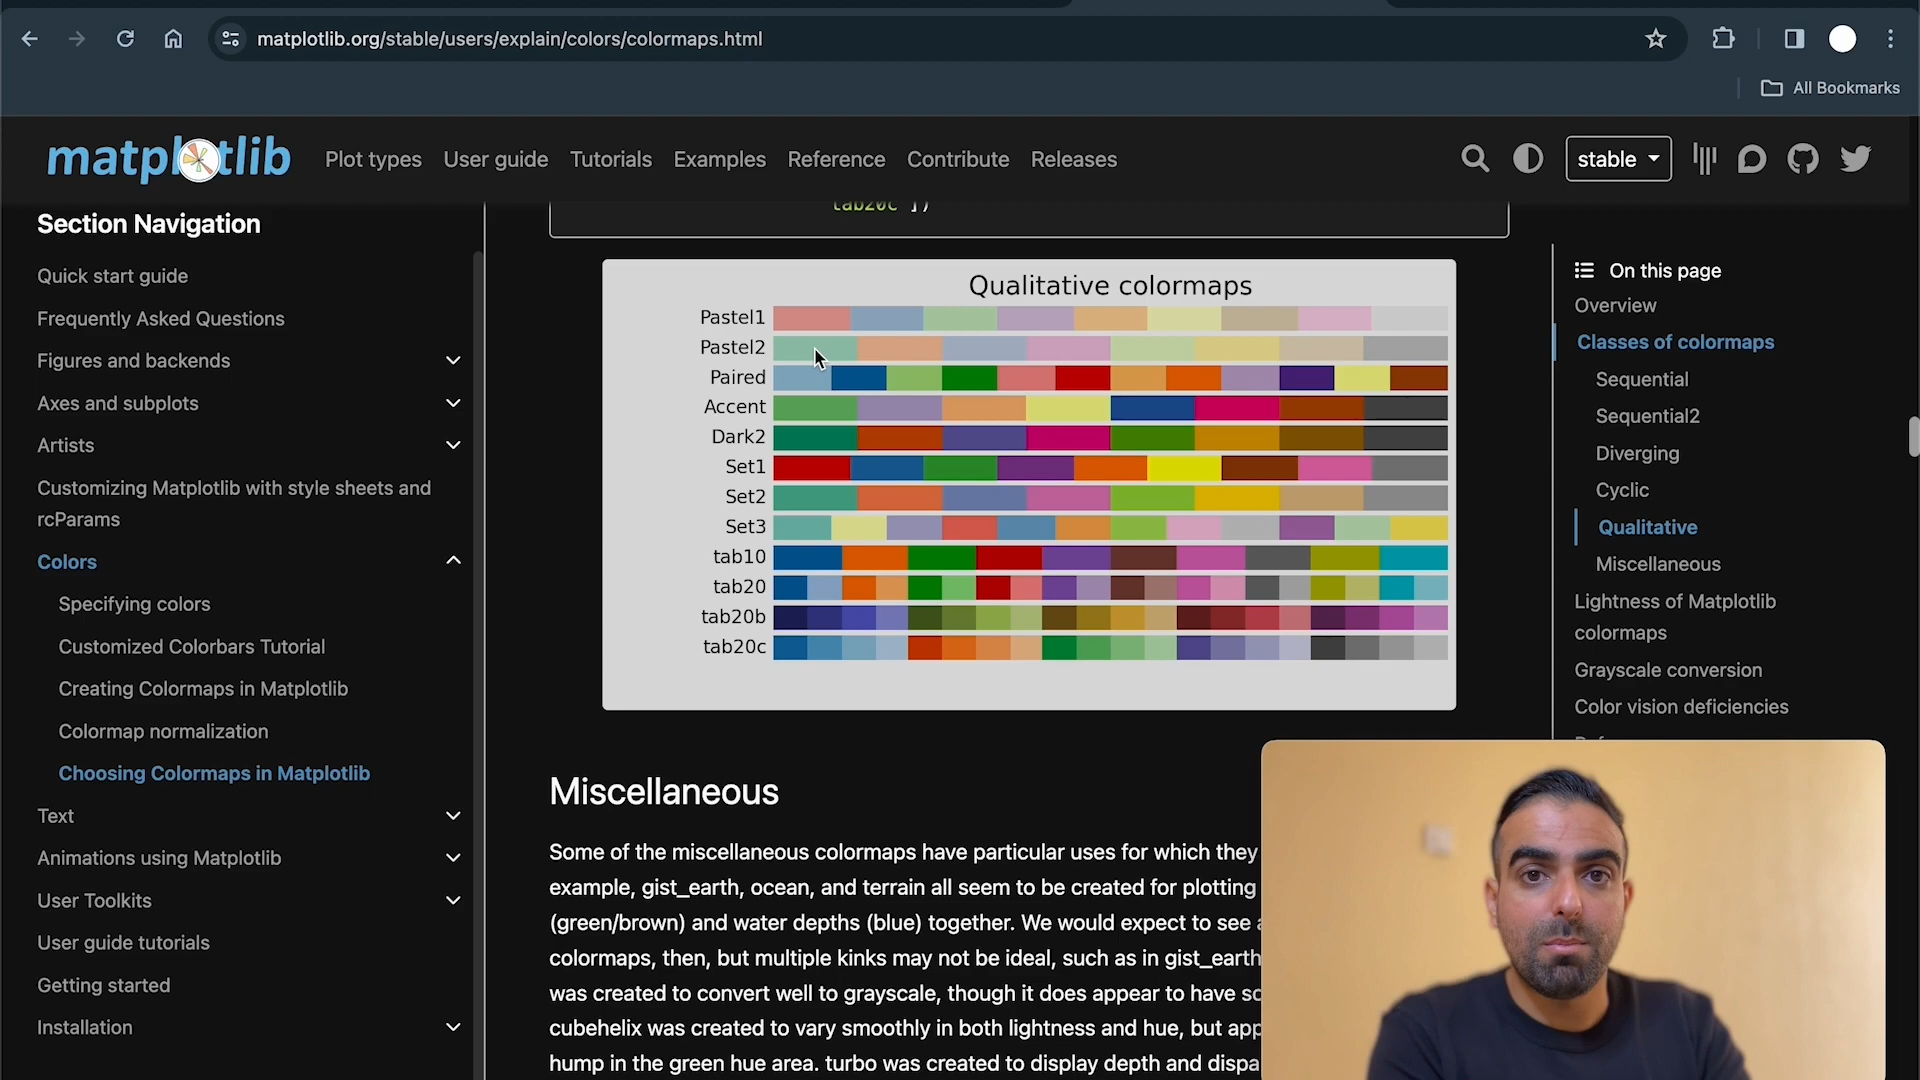 matplotlib.org/stable/users/explain/colors/colormaps.html
All Bookmarks
matplotlib
Plot types
User guide
Tutorials
Examples
Reference
Contribute
Releases
stable
Section Navigation
Quick start guide
Frequently Asked Questions
Figures and backends
Axes and subplots
Artists
Customizing Matplotlib with style sheets and
rcParams
Colors
Specifying colors
Customized Colorbars Tutorial
Creating Colormaps in Matplotlib
Colormap normalization
Choosing Colormaps in Matplotlib
Text
Animations using Matplotlib
User Toolkits
User guide tutorials
Getting started
Installation
tab20c'])
Qualitative colormaps
Pastel1
Pastel2
Paired
Accent
Dark2
Set1
Set2
Set3
tab10
tab20
tab20b
tab20c
Miscellaneous
Some of the miscellaneous colormaps have particular uses for which they
example, gist_earth, ocean, and terrain all seem to be created for plotting
(green/brown) and water depths (blue) together. We would expect to see
colormaps, then, but multiple kinks may not be ideal, such as in gist_earth
was created to convert well to grayscale, though it does appear to have
cubehelix was created to vary smoothly in both lightness and hue, but
hump in the green hue area. turbo was created to display depth and
On this page
Overview
Classes of colormaps
Sequential
Sequential2
Diverging
Cyclic
Qualitative
Miscellaneous
Lightness of Matplotlib
colormaps
Grayscale conversion
Color vision deficiencies